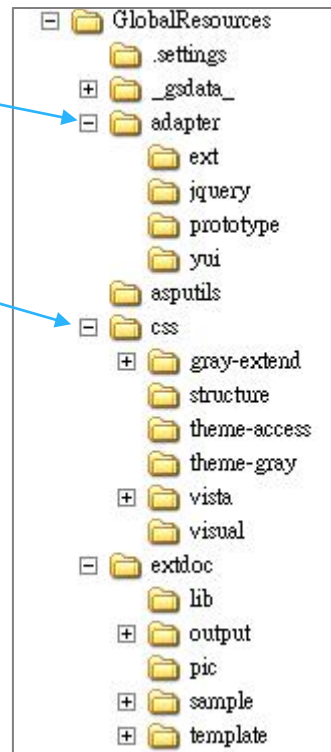 GlobalResources
.settings
_gsdata_
adapter
ext
jquery
prototype
yui
asputils
css
gray-extend
structure
theme-access
theme-gray
vista
visual
extdoc
lib
output
pic
sample
template